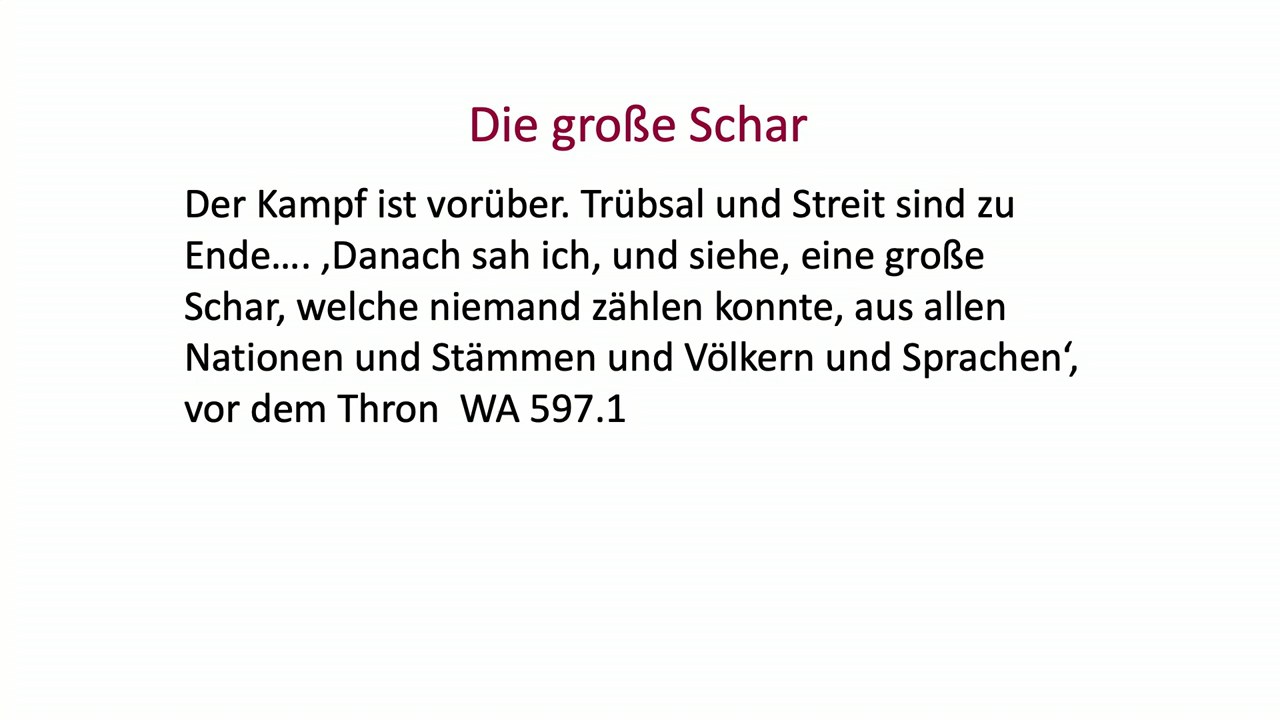 Die große Schar
Der Kampf ist vorüber. Trübsal und Streit sind zu
Ende…. ‚Danach sah ich, und siehe, eine große
Schar, welche niemand zählen konnte, aus allen
Nationen und Stämmen und Völkern und Sprachen‘,
vor dem Thron  WA 597.1